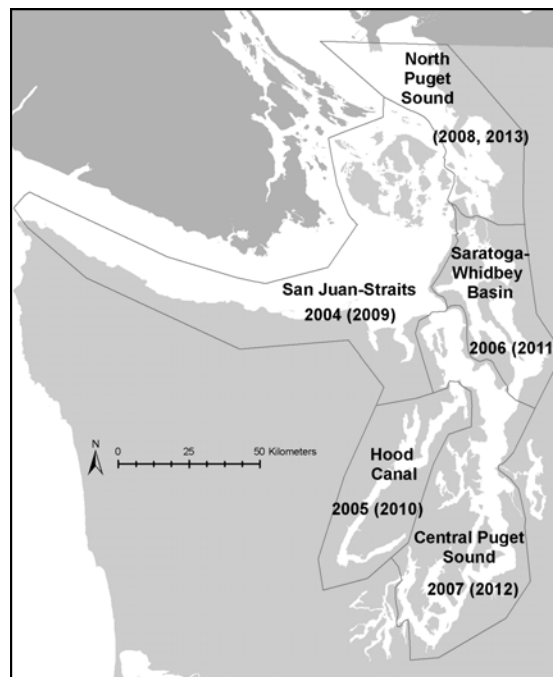 North
Puget
Sound
(2008, 2013)
Saratoga-
Whidbey
Basin
2006 (2011
San Juan-Straits
2004 (2009)
N
0 25 50 Kilometers
Hood
Canal
2005 (2010)
Central Puget
Sound
2007 (2012)